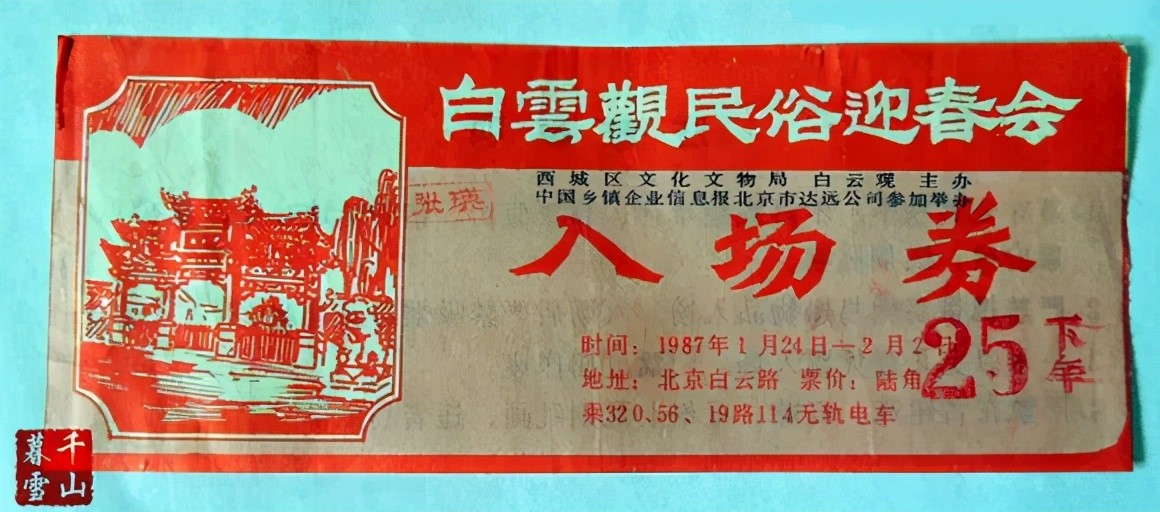 白雲觀民俗迎春会
西城区文化文物局 白云观 主办
中国乡镇企业信息报北京市达远公司参加举办
张瑛
入场券
时间：1987年1月24日—2月2日
地址：北京白云路 票价：陆角
乘320、56、19路114无轨电车
25
下午
千山
暮雪